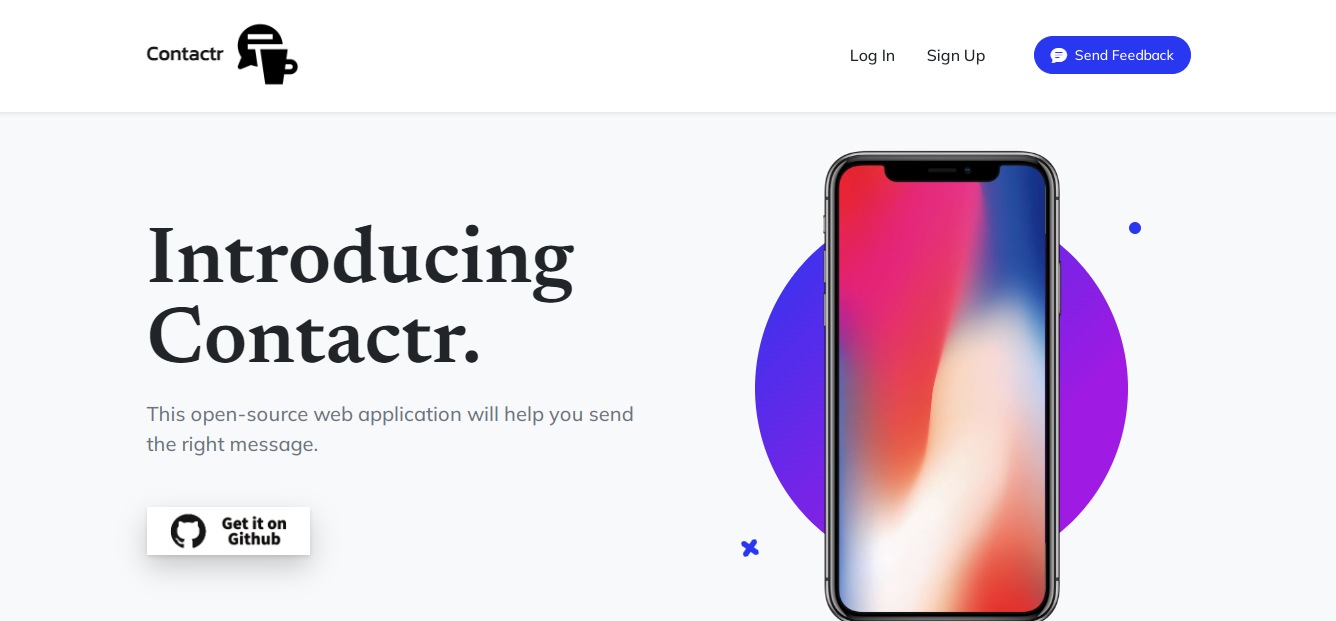 Contactr
Log In
Sign Up
Send Feedback
Introducing
Contactr.
This open-source web application will help you send
the right message.
Get it on
Github